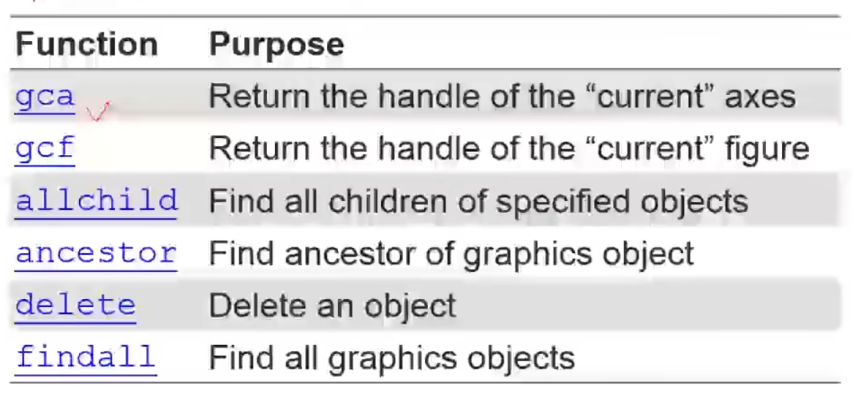 Function Purpose
gca Return the handle of the “current” axes
gcf Return the handle of the “current” figure
allchild Find all children of specified objects
ancestor Find ancestor of graphics object
delete Delete an object
findall Find all graphics objects